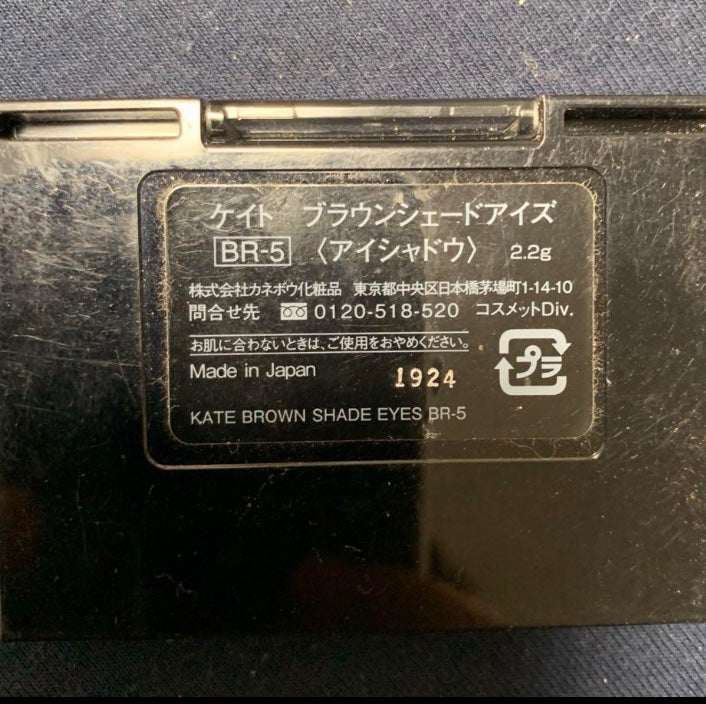 ケイト　ブラウンシェードアイズ
BR-5 〈アイシャドウ〉 2.2g
株式会社カネボウ化粧品　東京都中央区日本橋茅場町1-14-10
問合せ先 0120-518-520 コスメットDiv.
お肌に合わないときは、ご使用をおやめください。
Made in Japan 1924 プラ
KATE BROWN SHADE EYES BR-5